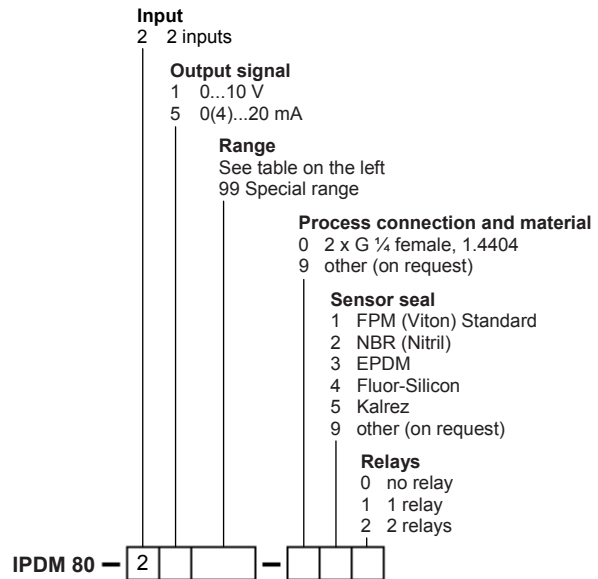 Input
2 2 inputs
Output signal
1 0...10 V
5 0(4)...20 mA
Range
See table on the left
99 Special range
Process connection and material
0 2 x G ¼ female, 1.4404
9 other (on request)
Sensor seal
1 FPM (Viton) Standard
2 NBR (Nitril)
3 EPDM
4 Fluor-Silicon
5 Kalrez
9 other (on request)
Relays
0 no relay
1 1 relay
2 2 relays
IPDM 80 – 2 –